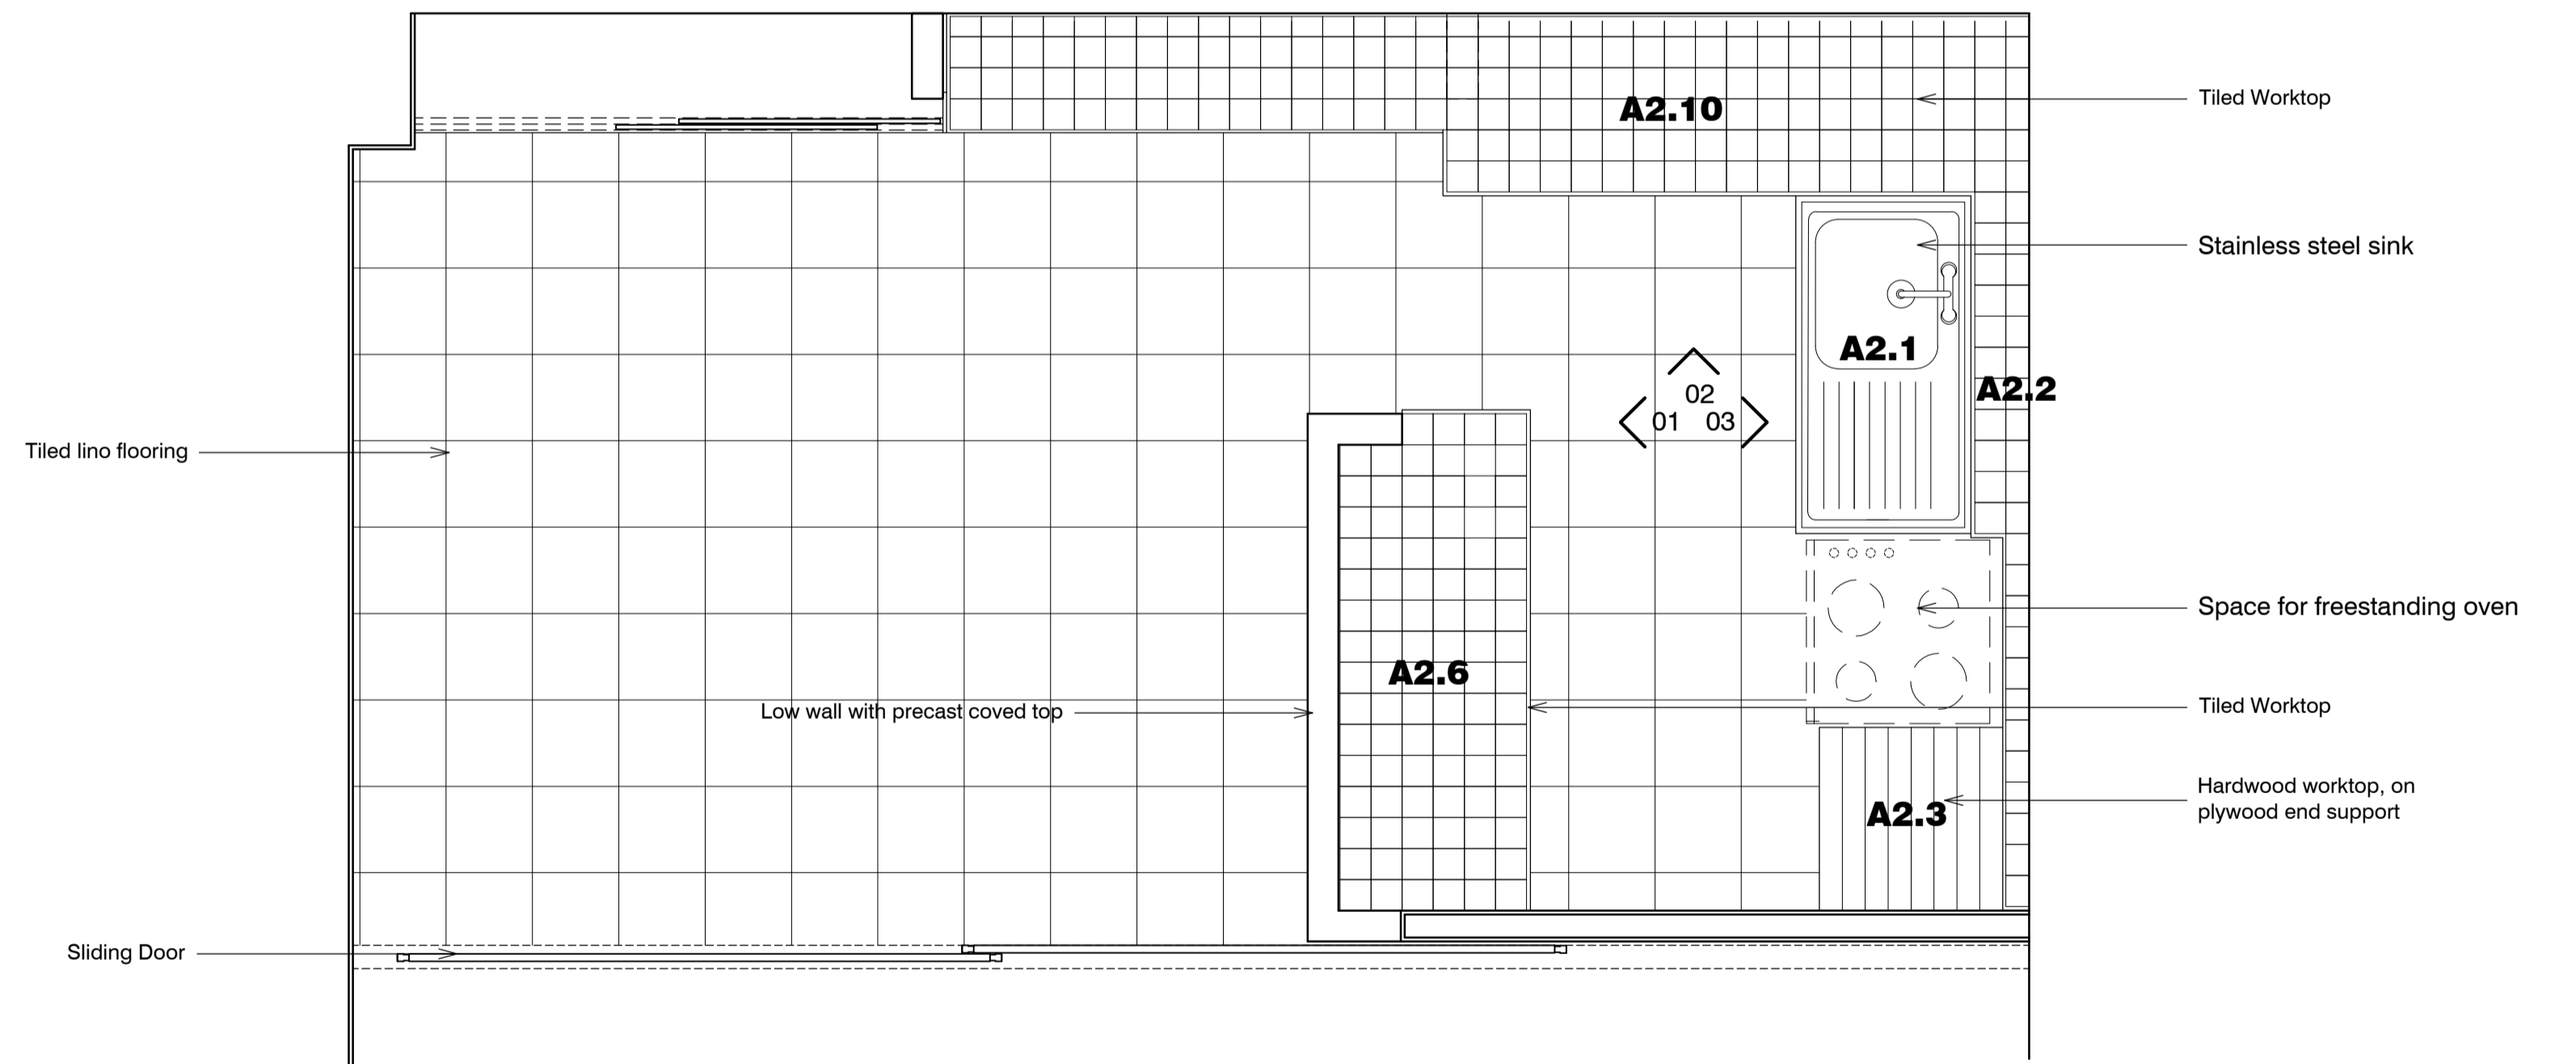 Tiled Worktop
A2.10
Stainless steel sink
A2.1
A2.2
02
01 03
Tiled lino flooring
Space for freestanding oven
A2.6
Tiled Worktop
Low wall with precast coved top
Hardwood worktop, on
plywood end support
A2.3
Sliding Door